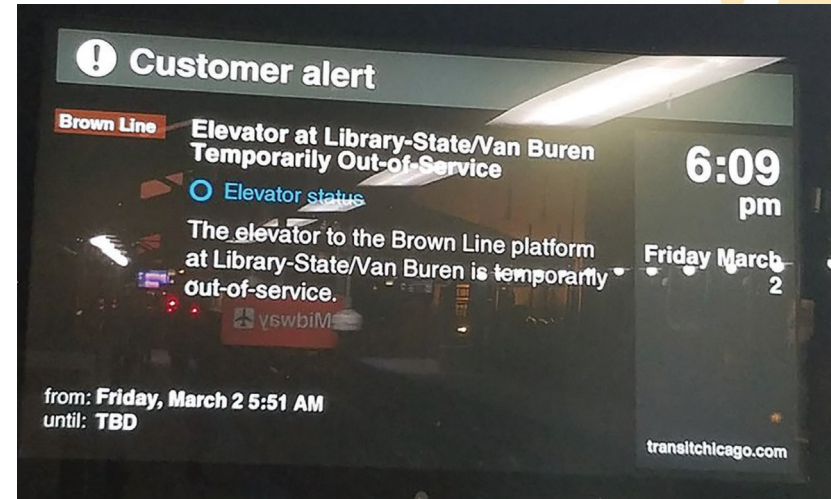 ! Customer alert
Brown Line
Elevator at Library-State/Van Buren
Temporarily Out-of-Service
Elevator status
The elevator to the Brown Line platform
at Library-State/Van Buren is temporarily
out-of-service.
Midway
from: Friday, March 2 5:51 AM
until: TBD
6:09
pm
Friday March
2
transitchicago.com